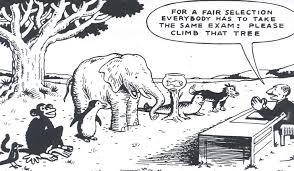 FOR A FAIR SELECTION
EVERYBODY HAS TO TAKE
THE SAME EXAM: PLEASE
CLIMB THAT TREE